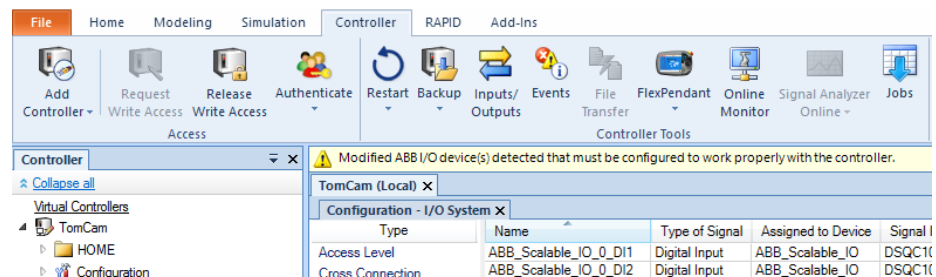 File Home Modeling Simulation Controller RAPID Add-Ins
Add Request Release Authenticate Restart Backup Inputs/ Events File FlexPendant Online Signal Analyzer Jobs
Controller Write Access Write Access Outputs Transfer Monitor Online
Access Controller Tools
Controller Modified ABB I/O device(s) detected that must be configured to work properly with the controller.
Collapse all TomCam (Local)
Virtual Controllers Configuration - I/O System
TomCam Type Name Type of Signal Assigned to Device Signal
HOME Access Level ABB_Scalable_IO_0_DI1 Digital Input ABB_Scalable_IO DSQC10
Configuration Cross Connection ABB_Scalable_IO_0_DI2 Digital Input ABB_Scalable_IO DSQC10